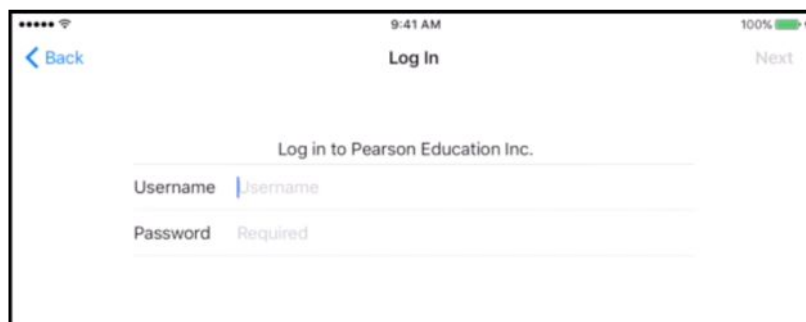 9:41 AM
100%
Back
Log In
Next
Log in to Pearson Education Inc.
Username
Username
Password
Required